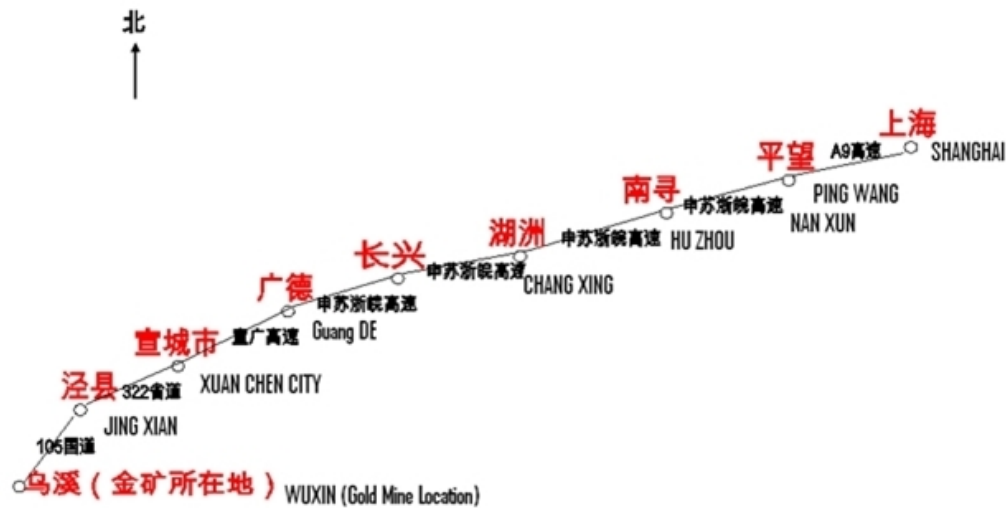 北
上海
A9高速
SHANGHAI
平望
PING WANG
南寻
申苏浙皖高速
NAN XUN
湖洲
申苏浙皖高速
HU ZHOU
长兴
申苏浙皖高速
CHANG XING
广德
申苏浙皖高速
Guang DE
宣城市
宣广高速
XUAN CHEN CITY
泾县
322省道
JING XIAN
105国道
乌溪（金矿所在地）
WUXIN (Gold Mine Location)